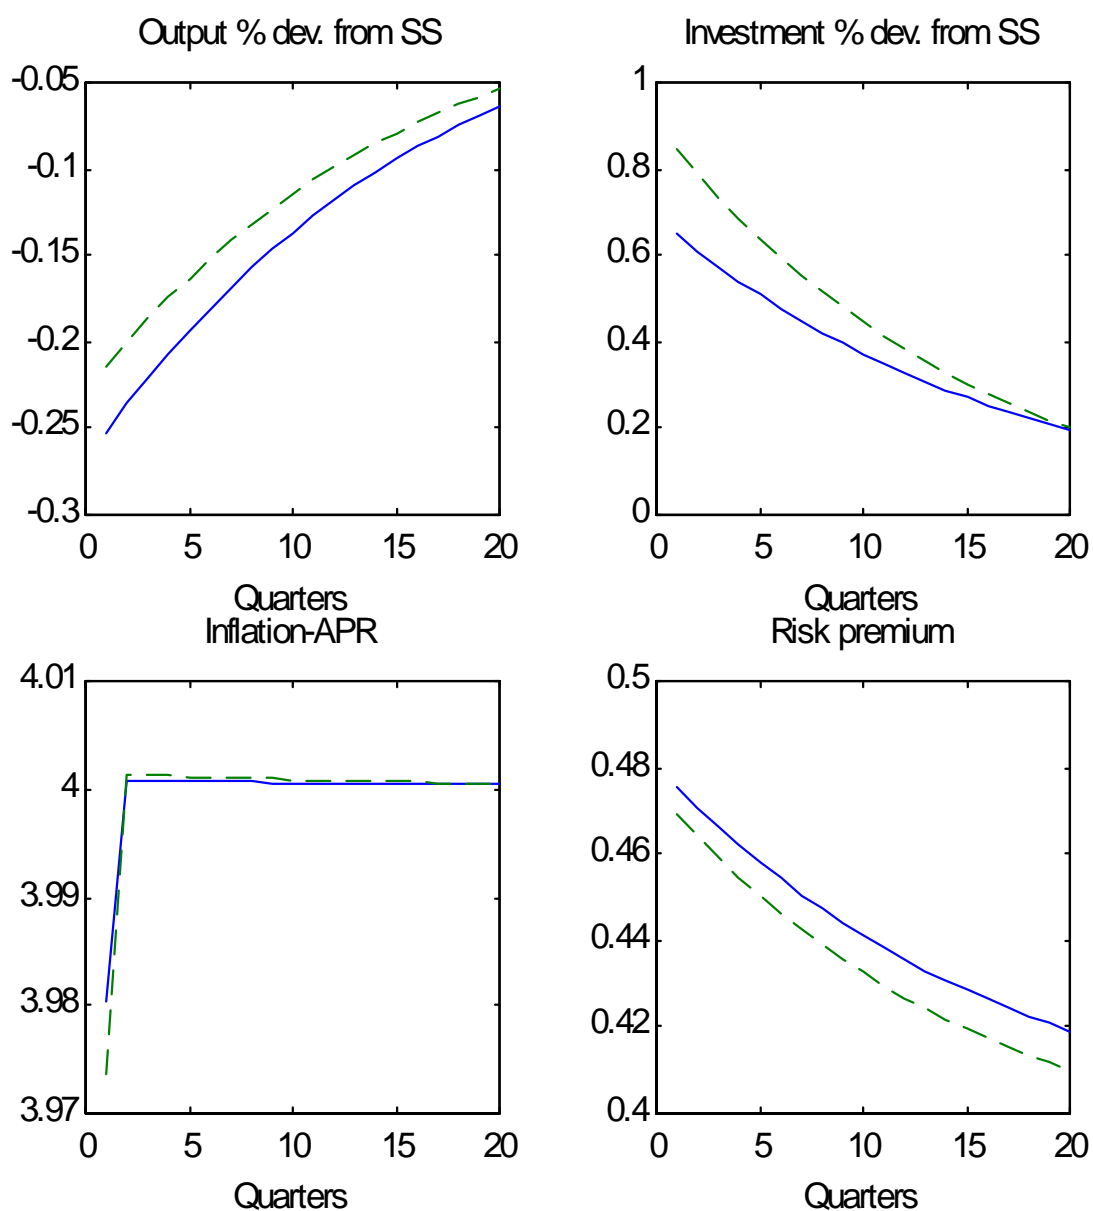 Output % dev. from SS
-0.05
-0.1
-0.15
-0.2
-0.25
-0.3
0 5 10 15 20
Quarters
Investment % dev. from SS
1
0.8
0.6
0.4
0.2
0
0 5 10 15 20
Quarters
Inflation-APR
4.01
4
3.99
3.98
3.97
0 5 10 15 20
Quarters
Risk premium
0.5
0.48
0.46
0.44
0.42
0.4
0 5 10 15 20
Quarters